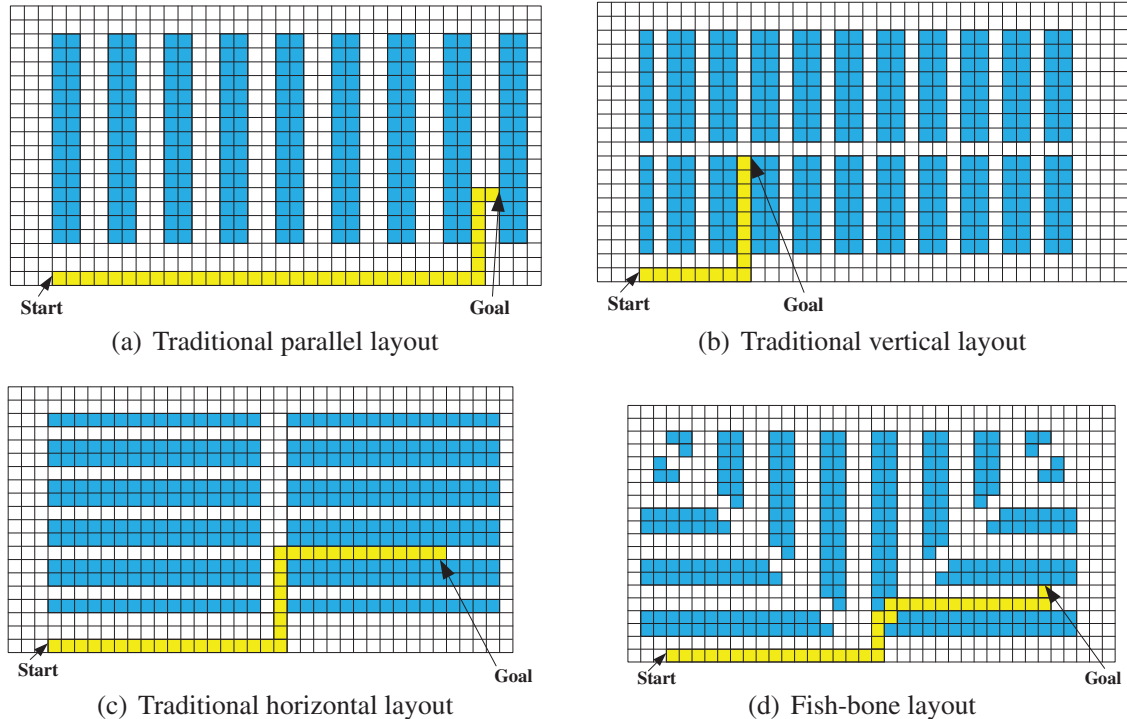 Start
Goal
(a) Traditional parallel layout
Start
Goal
(b) Traditional vertical layout
Start
Goal
(c) Traditional horizontal layout
Start
Goal
(d) Fish-bone layout